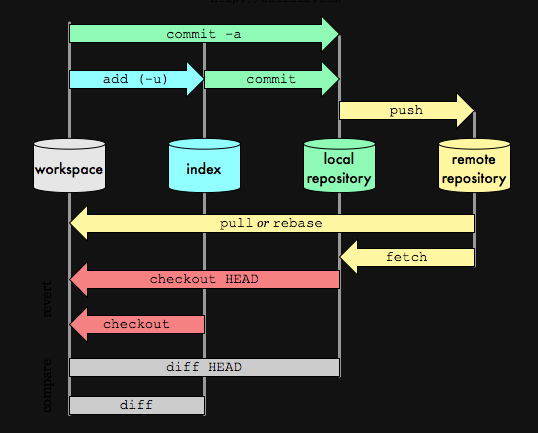 commit -a
add (-u)
commit
push
workspace
index
local
repository
remote
repository
pull or rebase
fetch
revert
checkout HEAD
checkout
compare
diff HEAD
diff